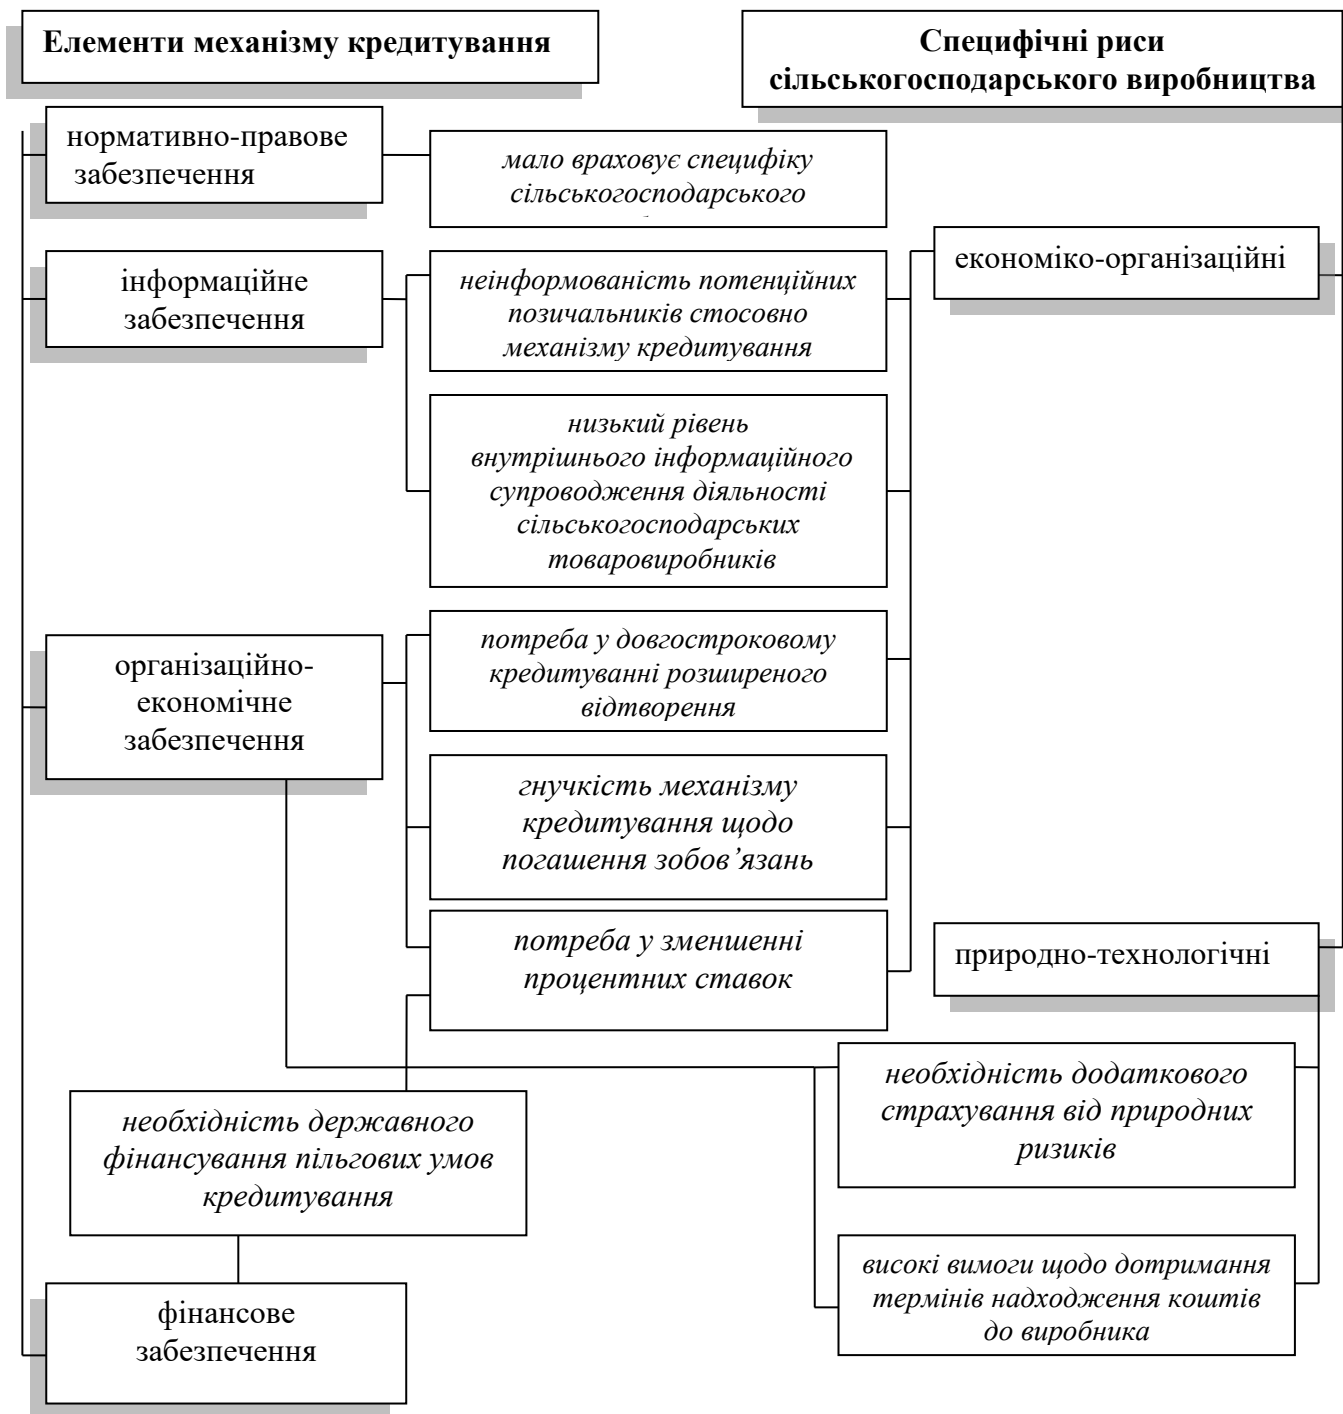 Елементи механізму кредитування
Специфічні риси
сільськогосподарського виробництва
нормативно-правове
забезпечення
мало враховує специфіку
сільськогосподарського
інформаційне
забезпечення
неінформованість потенційних
позичальників стосовно
механізму кредитування
економіко-організаційні
низький рівень
внутрішнього інформаційного
супроводження діяльності
сільськогосподарських
товаровиробників
організаційно-
економічне
забезпечення
потреба у довгостроковому
кредитуванні розширеного
відтворення
гнучкість механізму
кредитування щодо
погашення зобов’язань
потреба у зменшенні
процентних ставок
природно-технологічні
необхідність додаткового
страхування від природних
ризиків
необхідність державного
фінансування пільгових умов
кредитування
високі вимоги щодо дотримання
термінів надходження коштів
до виробника
фінансове
забезпечення